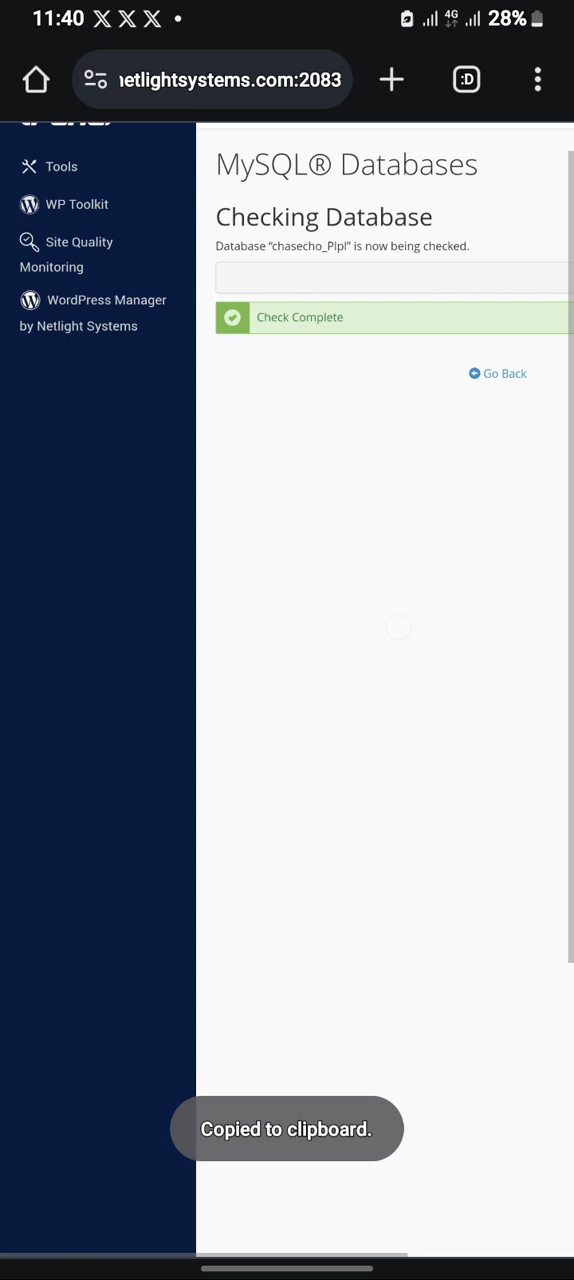 11:40
4G
28%
netlightsystems.com:2083
:D
Tools
WP Toolkit
Site Quality
Monitoring
WordPress Manager
by Netlight Systems
MySQL® Databases
Checking Database
Database “chasecho_Plpl” is now being checked.
Check Complete
Go Back
Copied to clipboard.